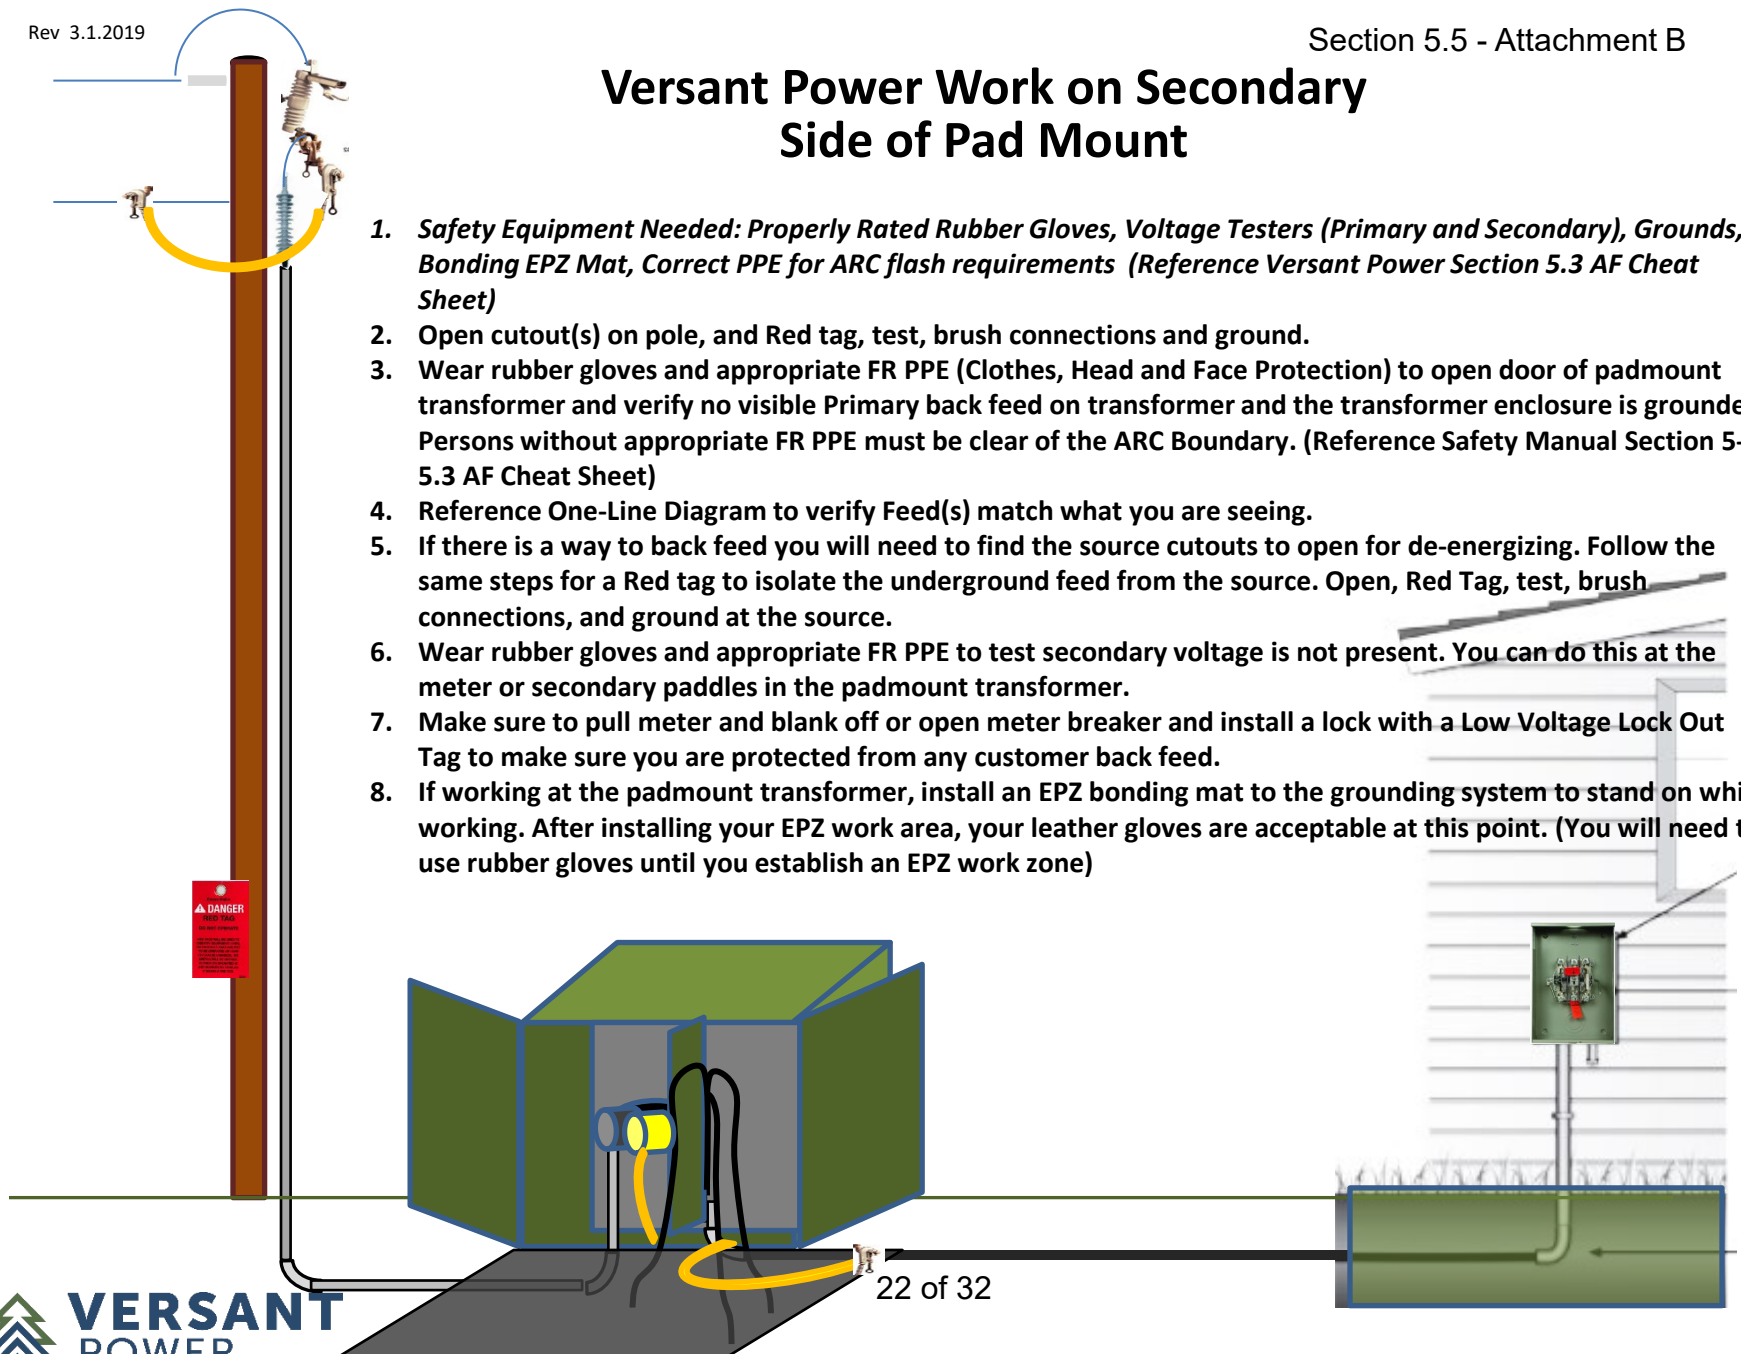 Rev 3.1.2019
Section 5.5 - Attachment B
Versant Power Work on Secondary
Side of Pad Mount
1. Safety Equipment Needed: Properly Rated Rubber Gloves, Voltage Testers (Primary and Secondary), Grounds,
Bonding EPZ Mat, Correct PPE for ARC flash requirements (Reference Versant Power Section 5.3 AF Cheat
Sheet)
2. Open cutout(s) on pole, and Red tag, test, brush connections and ground.
3. Wear rubber gloves and appropriate FR PPE (Clothes, Head and Face Protection) to open door of padmount
transformer and verify no visible Primary back feed on transformer and the transformer enclosure is grounde
Persons without appropriate FR PPE must be clear of the ARC Boundary. (Reference Safety Manual Section 5-
5.3 AF Cheat Sheet)
4. Reference One-Line Diagram to verify Feed(s) match what you are seeing.
5. If there is a way to back feed you will need to find the source cutouts to open for de-energizing. Follow the
same steps for a Red tag to isolate the underground feed from the source. Open, Red Tag, test, brush
connections, and ground at the source.
6. Wear rubber gloves and appropriate FR PPE to test secondary voltage is not present. You can do this at the
meter or secondary paddles in the padmount transformer.
7. Make sure to pull meter and blank off or open meter breaker and install a lock with a Low Voltage Lock Out
Tag to make sure you are protected from any customer back feed.
8. If working at the padmount transformer, install an EPZ bonding mat to the grounding system to stand on whi
working. After installing your EPZ work area, your leather gloves are acceptable at this point. (You will need t
use rubber gloves until you establish an EPZ work zone)
DANGER
RED TAG
22 of 32
VERSANT
POWER